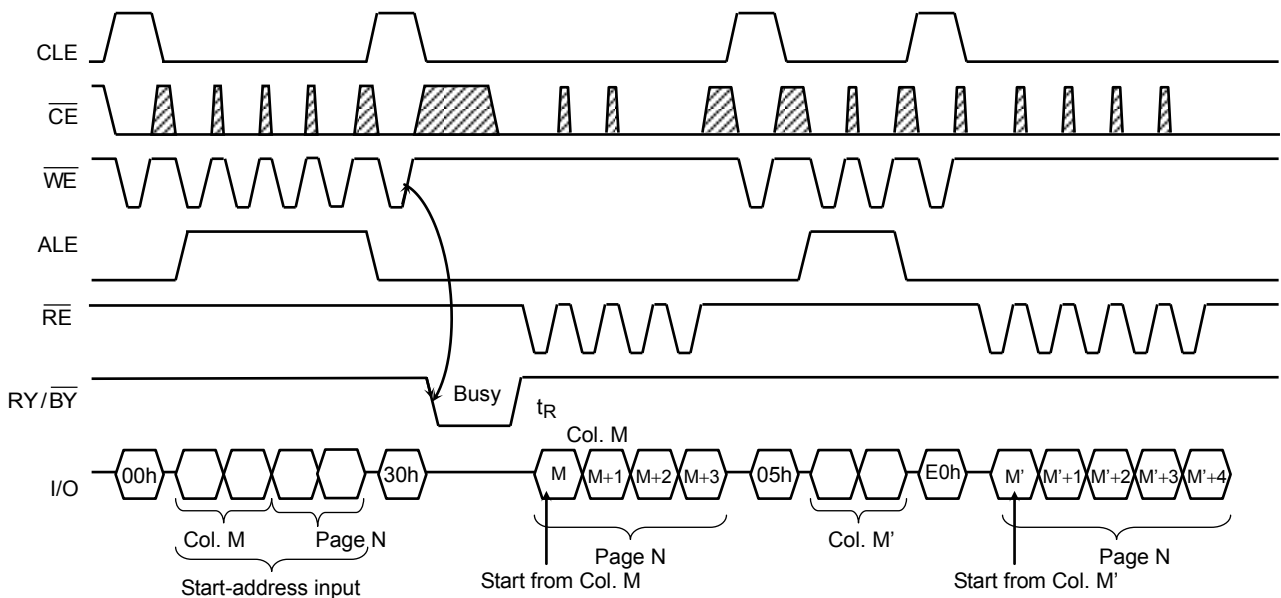 CLE
CE
WE
ALE
RE
RY/BY
Busy
tR
Col. M
I/O
00h
30h
M
M+1
M+2
M+3
05h
E0h
M'
M'+1
M'+2
M'+3
M'+4
Col. M
Page N
Col. M'
Page N
Page N
Start-address input
Start from Col. M
Start from Col. M'